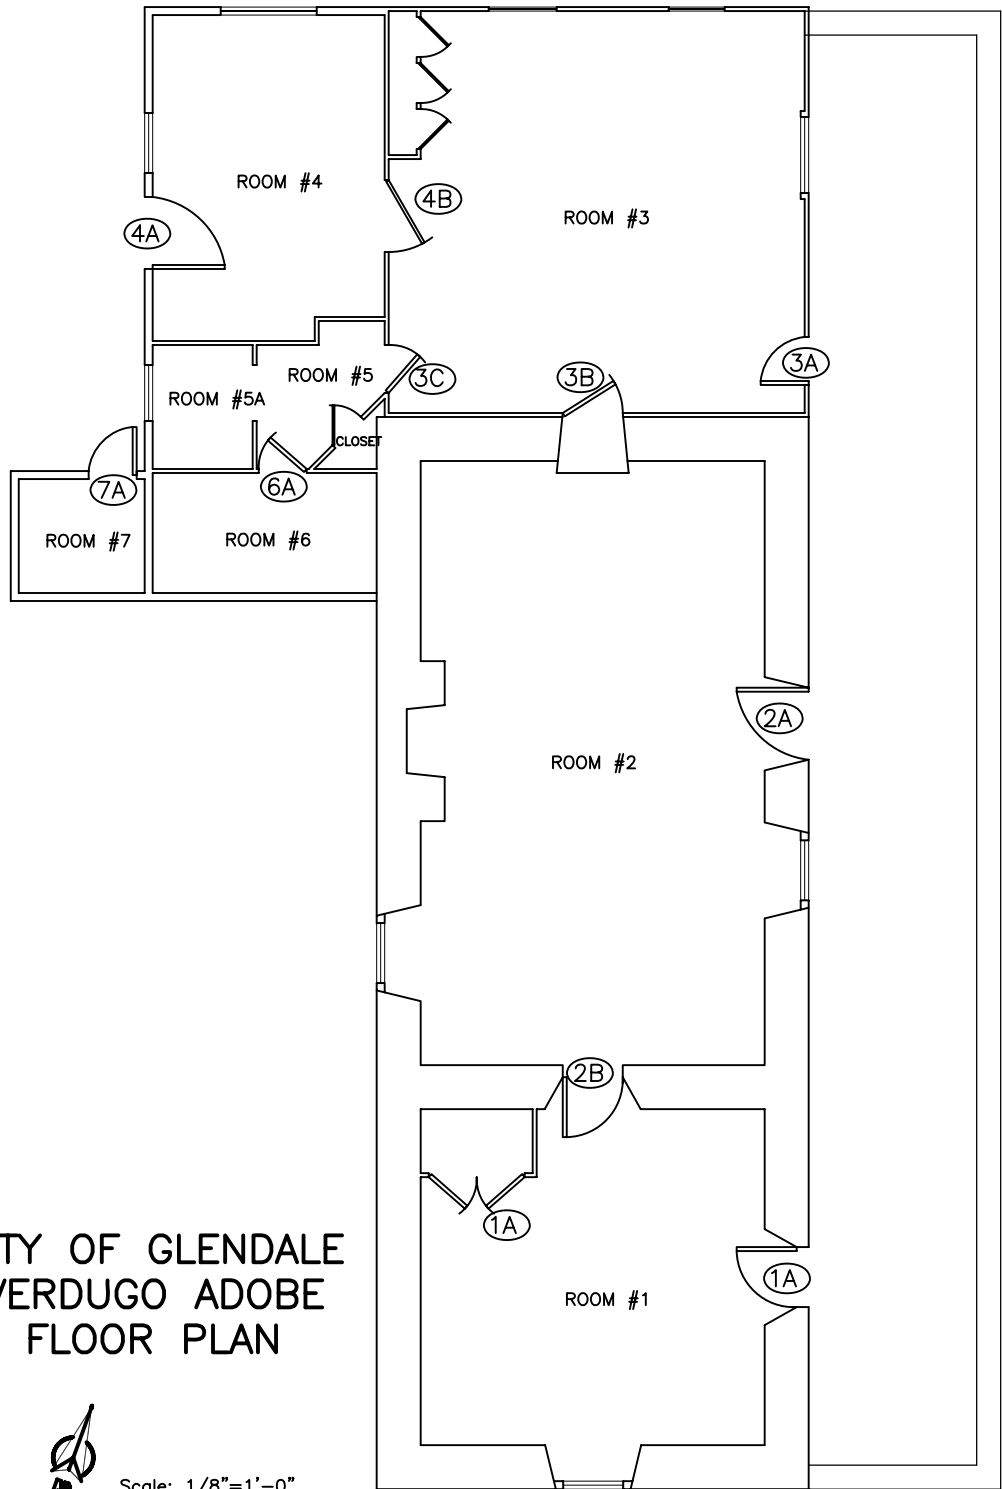 ROOM #4
4B
ROOM #3
4A
3A
ROOM #5
3C
3B
ROOM #5A
CLOSET
6A
7A
ROOM #7
ROOM #6
2A
ROOM #2
2B
1A
1A
ROOM #1
TY OF GLENDALE
VERDUGO ADOBE
FLOOR PLAN
Scale: 1/8"=1'-0"